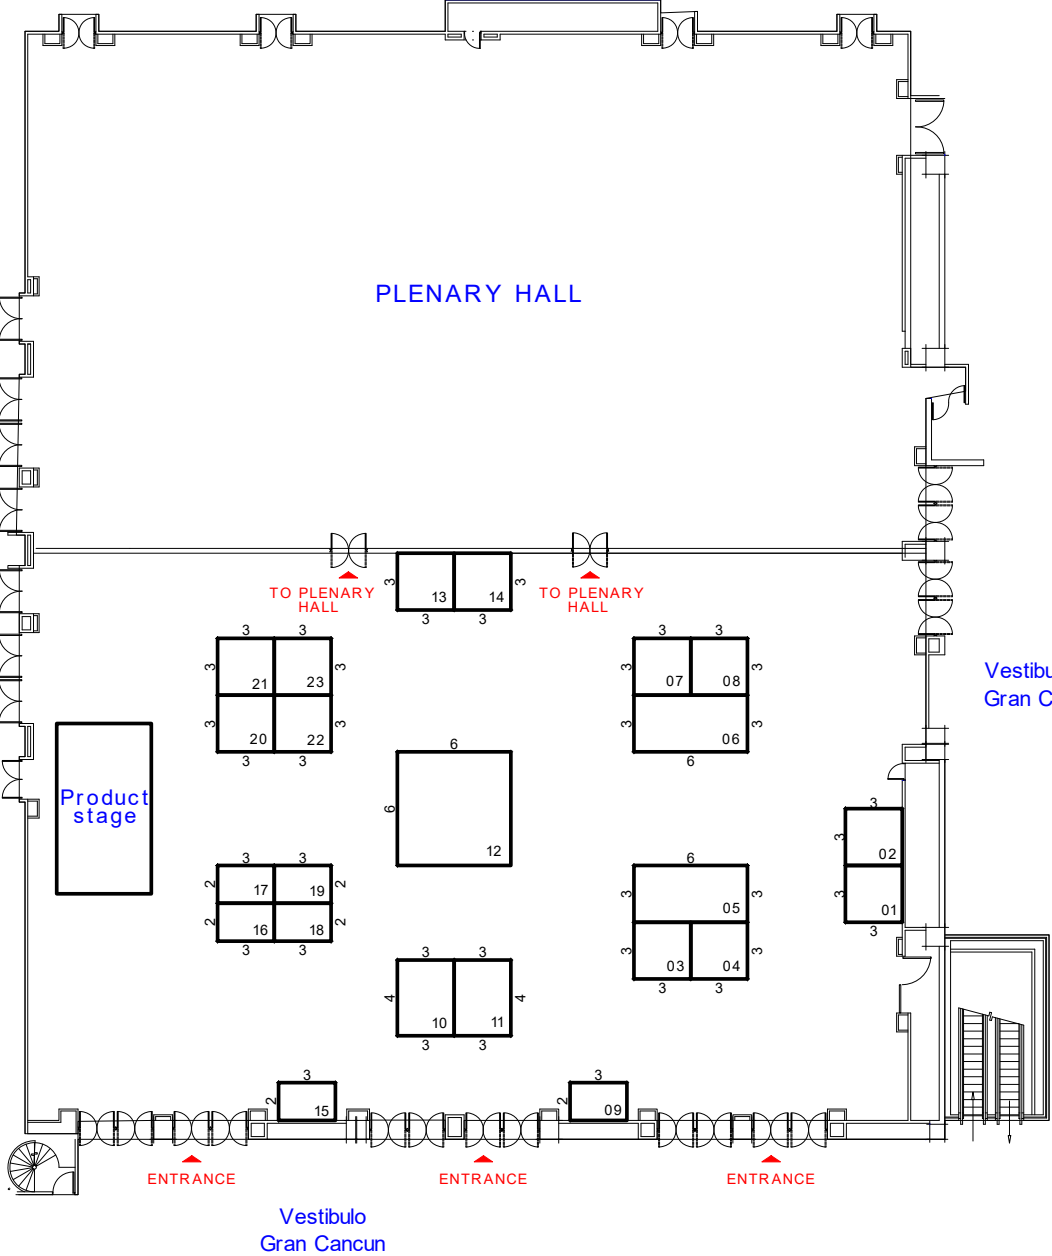 PLENARY HALL
TO PLENARY
HALL
TO PLENARY
HALL
3 13 14 3
3 3
3 3
3 21 23 3
3 20 22 3
3 3
3 3
3 07 08 3
3 06 3
6
Vestibu
Gran C
Product
stage
6
6 12
3
3 02
3 01
3
3 3
2 17 19 2
2 16 18 2
3 3
6
3 05 3
3 03 04 3
3 3
3 3
4 10 11 4
3 3
3
2 15
3
2 09
ENTRANCE
ENTRANCE
ENTRANCE
Vestibulo
Gran Cancun